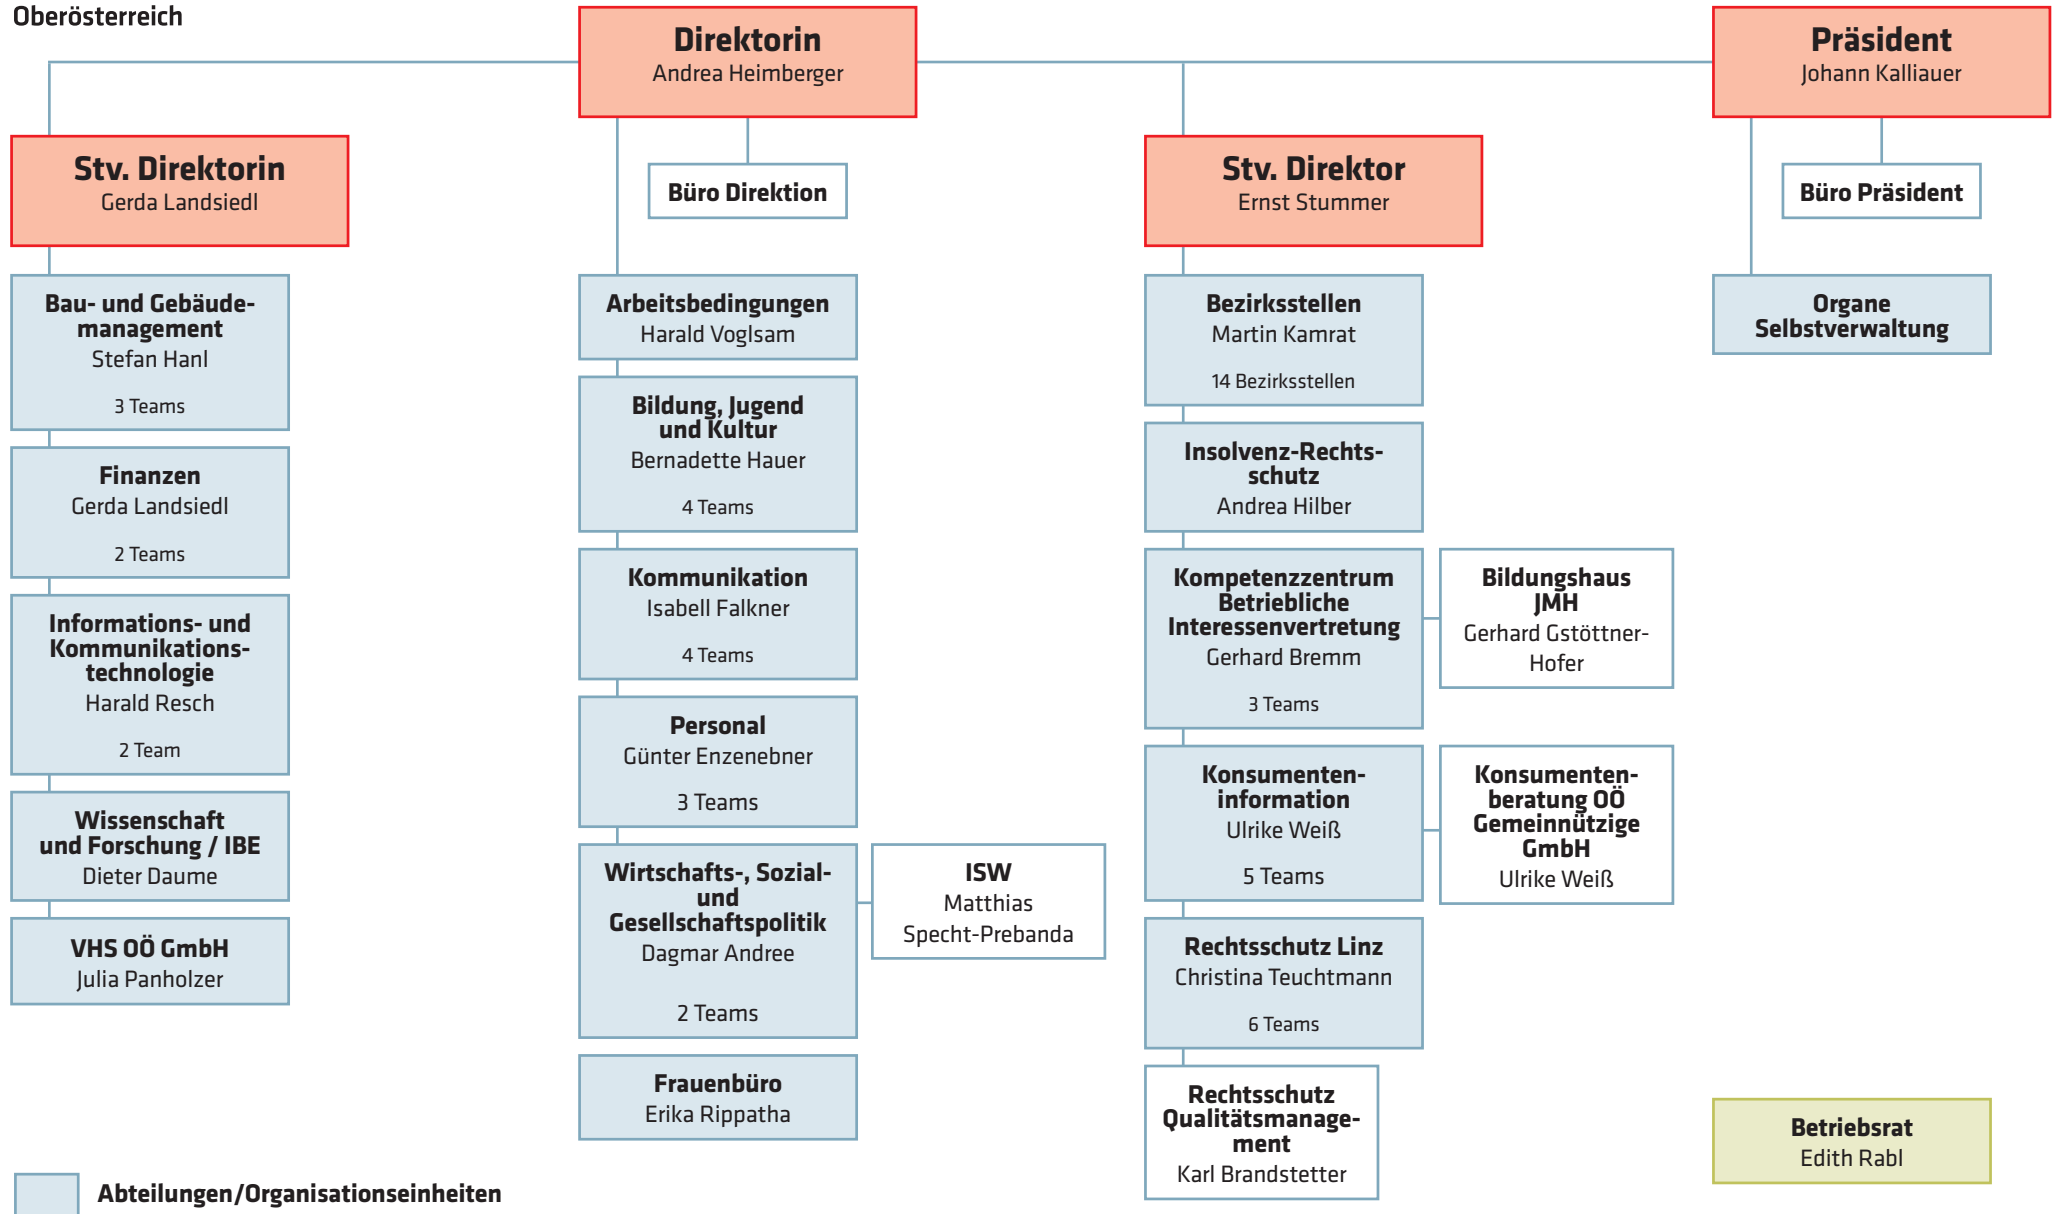 Oberösterreich
Direktorin
Andrea Heimberger
Präsident
Johann Kalliauer
Stv. Direktorin
Gerda Landsiedl
Büro Direktion
Stv. Direktor
Ernst Stummer
Büro Präsident
Bau- und Gebäude-
management
Stefan Hanl
3 Teams
Finanzen
Gerda Landsiedl
2 Teams
Informations- und
Kommunikations-
technologie
Harald Resch
2 Team
Wissenschaft
und Forschung / IBE
Dieter Daume
VHS OÖ GmbH
Julia Panholzer
Arbeitsbedingungen
Harald Voglsam
Bildung, Jugend
und Kultur
Bernadette Hauer
4 Teams
Kommunikation
Isabell Falkner
4 Teams
Personal
Günter Enzenebner
3 Teams
Wirtschafts-, Sozial-
und
Gesellschaftspolitik
Dagmar Andree
2 Teams
ISW
Matthias
Specht-Prebanda
Frauenbüro
Erika Rippatha
Bezirksstellen
Martin Kamrat
14 Bezirksstellen
Insolvenz-Rechts-
schutz
Andrea Hilber
Kompetenzzentrum
Betriebliche
Interessenvertretung
Gerhard Bremm
3 Teams
Bildungshaus
JMH
Gerhard Gstöttner-
Hofer
Konsumenten-
information
Ulrike Weiß
5 Teams
Konsumenten-
beratung OÖ
Gemeinnützige
GmbH
Ulrike Weiß
Rechtsschutz Linz
Christina Teuchtmann
6 Teams
Rechtsschutz
Qualitätsmanage-
ment
Karl Brandstetter
Organe
Selbstverwaltung
Betriebsrat
Edith Rabl
Abteilungen/Organisationseinheiten